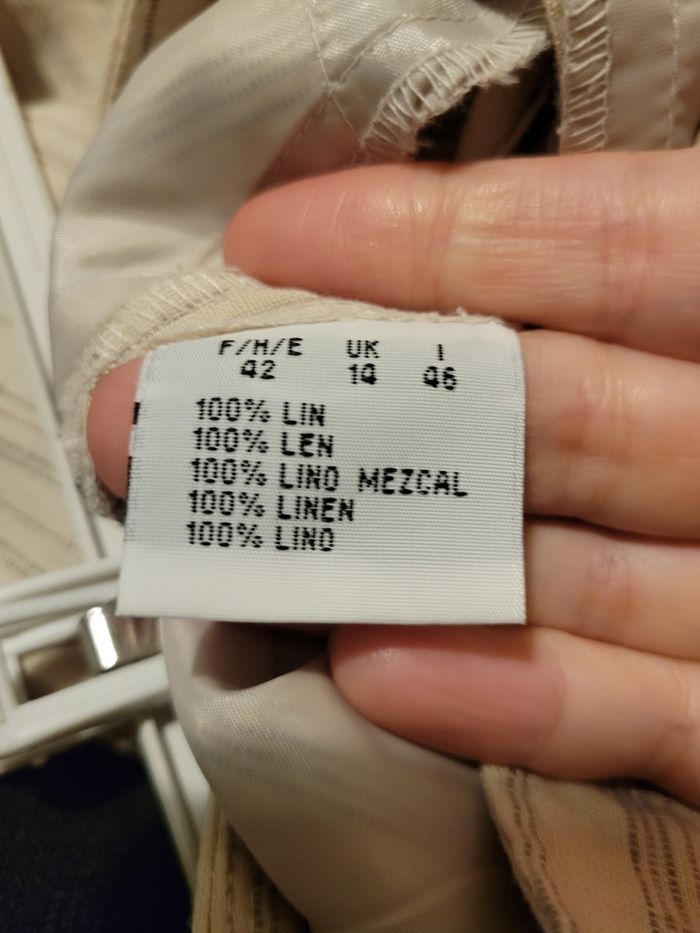 F/H/E UK I
42 14 46
100% LIN
100% LEN
100% LINO MEZCAL
100% LINEN
100% LINO